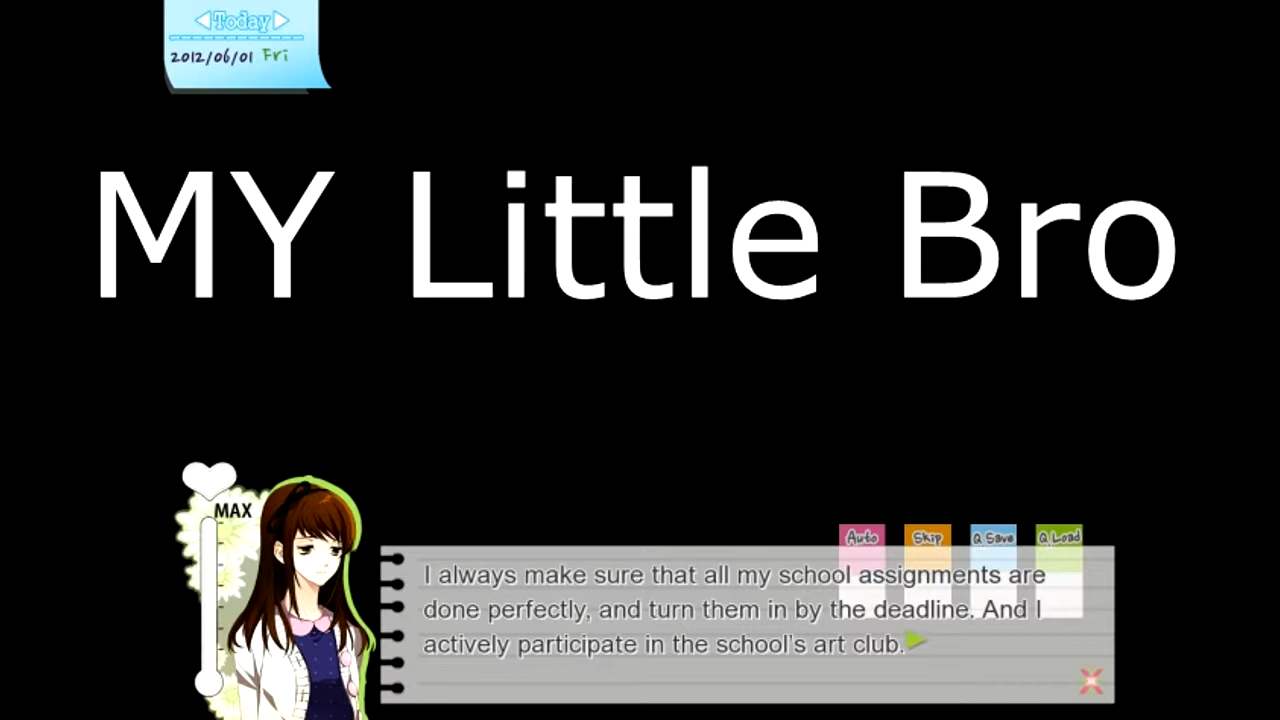 Today
2012/06/01 Fri
MY Little Bro
MAX
Auto
Skip
Q.Save
Q.Load
I always make sure that all my school assignments are
done perfectly, and turn them in by the deadline. And I
actively participate in the school's art club.